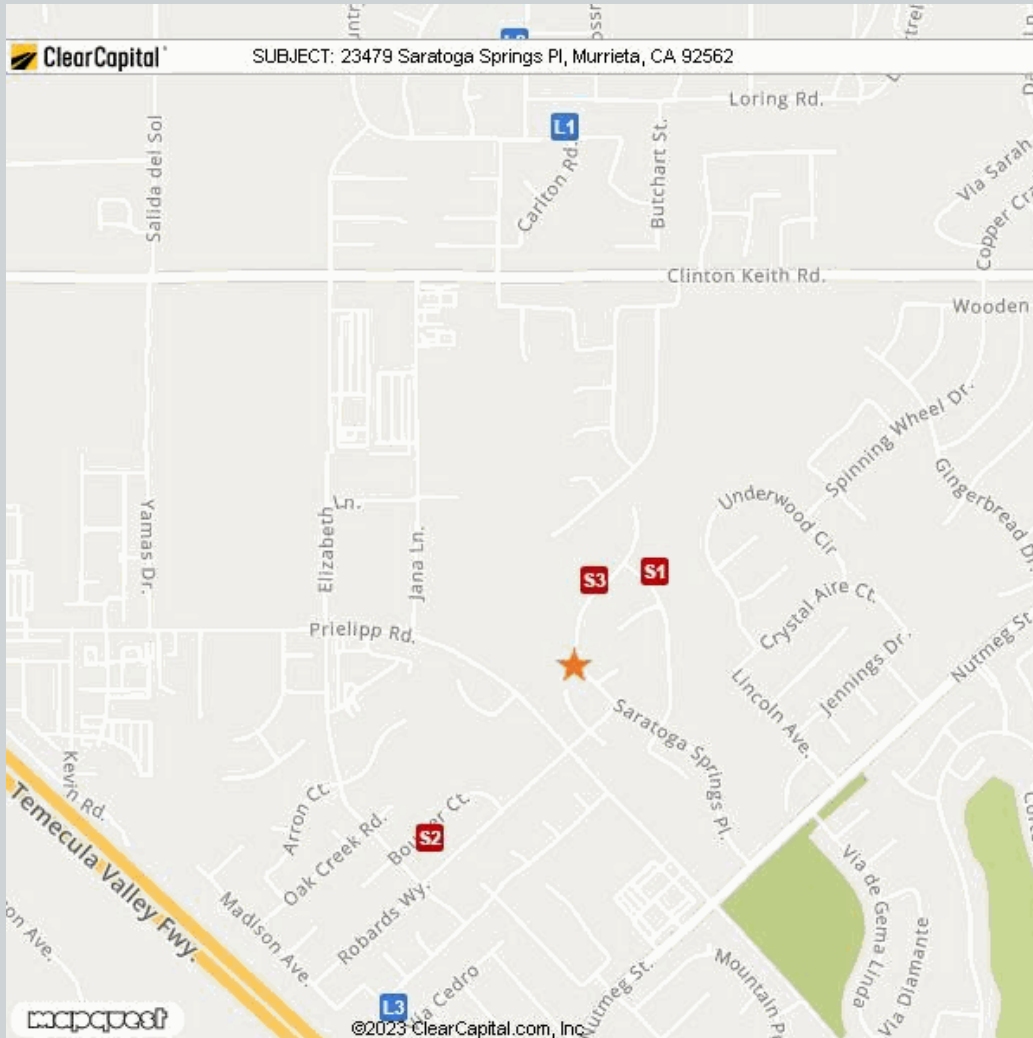 L2
ClearCapital
SUBJECT: 23479 Saratoga Springs Pl, Murrieta, CA 92562
Loring Rd.
L1
Salida del Sol
Carlton Rd.
Butchart St.
Via Sarah
Clinton Keith Rd.
Wooden
Spinning Wheel Dr.
Underwood Cir
Gingerbread Dr.
Elizabeth Ln.
Yamas Dr.
Jana Ln.
S3
S1
Crystal Aire Ct.
Prielipp Rd.
Jennings Dr.
Nutmeg St.
Lincoln Ave.
Saratoga Springs Pl.
Kevin Rd.
Temecula Valley Fwy.
Arron Ct.
Oak Creek Rd.
S2
Madison Ave.
Robards Wy.
Via de Gema Linda
Via Diamante
Nutmeg St.
Mountain
L3
Cedro
mapquest
©2023 ClearCapital.com, Inc